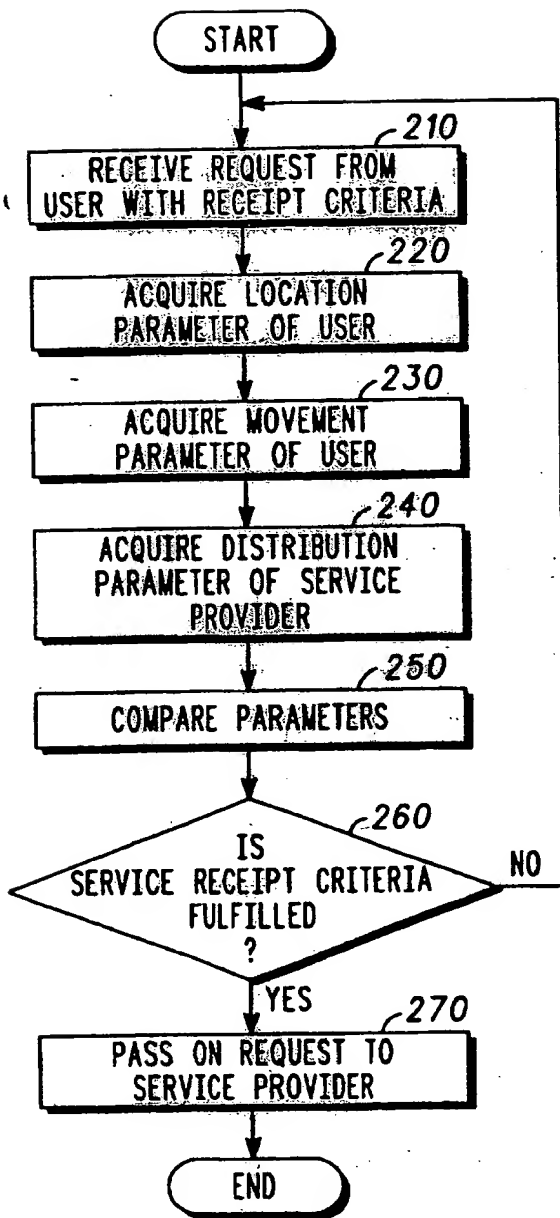 START
210
RECEIVE REQUEST FROM
USER WITH RECEIPT CRITERIA
220
ACQUIRE LOCATION
PARAMETER OF USER
230
ACQUIRE MOVEMENT
PARAMETER OF USER
240
ACQUIRE DISTRIBUTION
PARAMETER OF SERVICE
PROVIDER
250
COMPARE PARAMETERS
260
IS
SERVICE RECEIPT CRITERIA
FULFILLED
?
NO
YES
270
PASS ON REQUEST TO
SERVICE PROVIDER
END